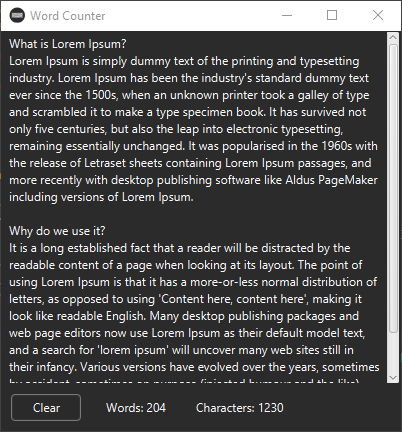 Word Counter
What is Lorem Ipsum?
Lorem Ipsum is simply dummy text of the printing and typesetting
industry. Lorem Ipsum has been the industry's standard dummy text
ever since the 1500s, when an unknown printer took a galley of type
and scrambled it to make a type specimen book. It has survived not
only five centuries, but also the leap into electronic typesetting,
remaining essentially unchanged. It was popularised in the 1960s with
the release of Letraset sheets containing Lorem Ipsum passages, and
more recently with desktop publishing software like Aldus PageMaker
including versions of Lorem Ipsum.
Why do we use it?
It is a long established fact that a reader will be distracted by the
readable content of a page when looking at its layout. The point of
using Lorem Ipsum is that it has a more-or-less normal distribution of
letters, as opposed to using 'Content here, content here', making it
look like readable English. Many desktop publishing packages and
web page editors now use Lorem Ipsum as their default model text,
and a search for 'lorem ipsum' will uncover many web sites still in
their infancy. Various versions have evolved over the years, sometimes
by accident, sometimes on purpose (injected humour and the like).
Clear
Words: 204
Characters: 1230